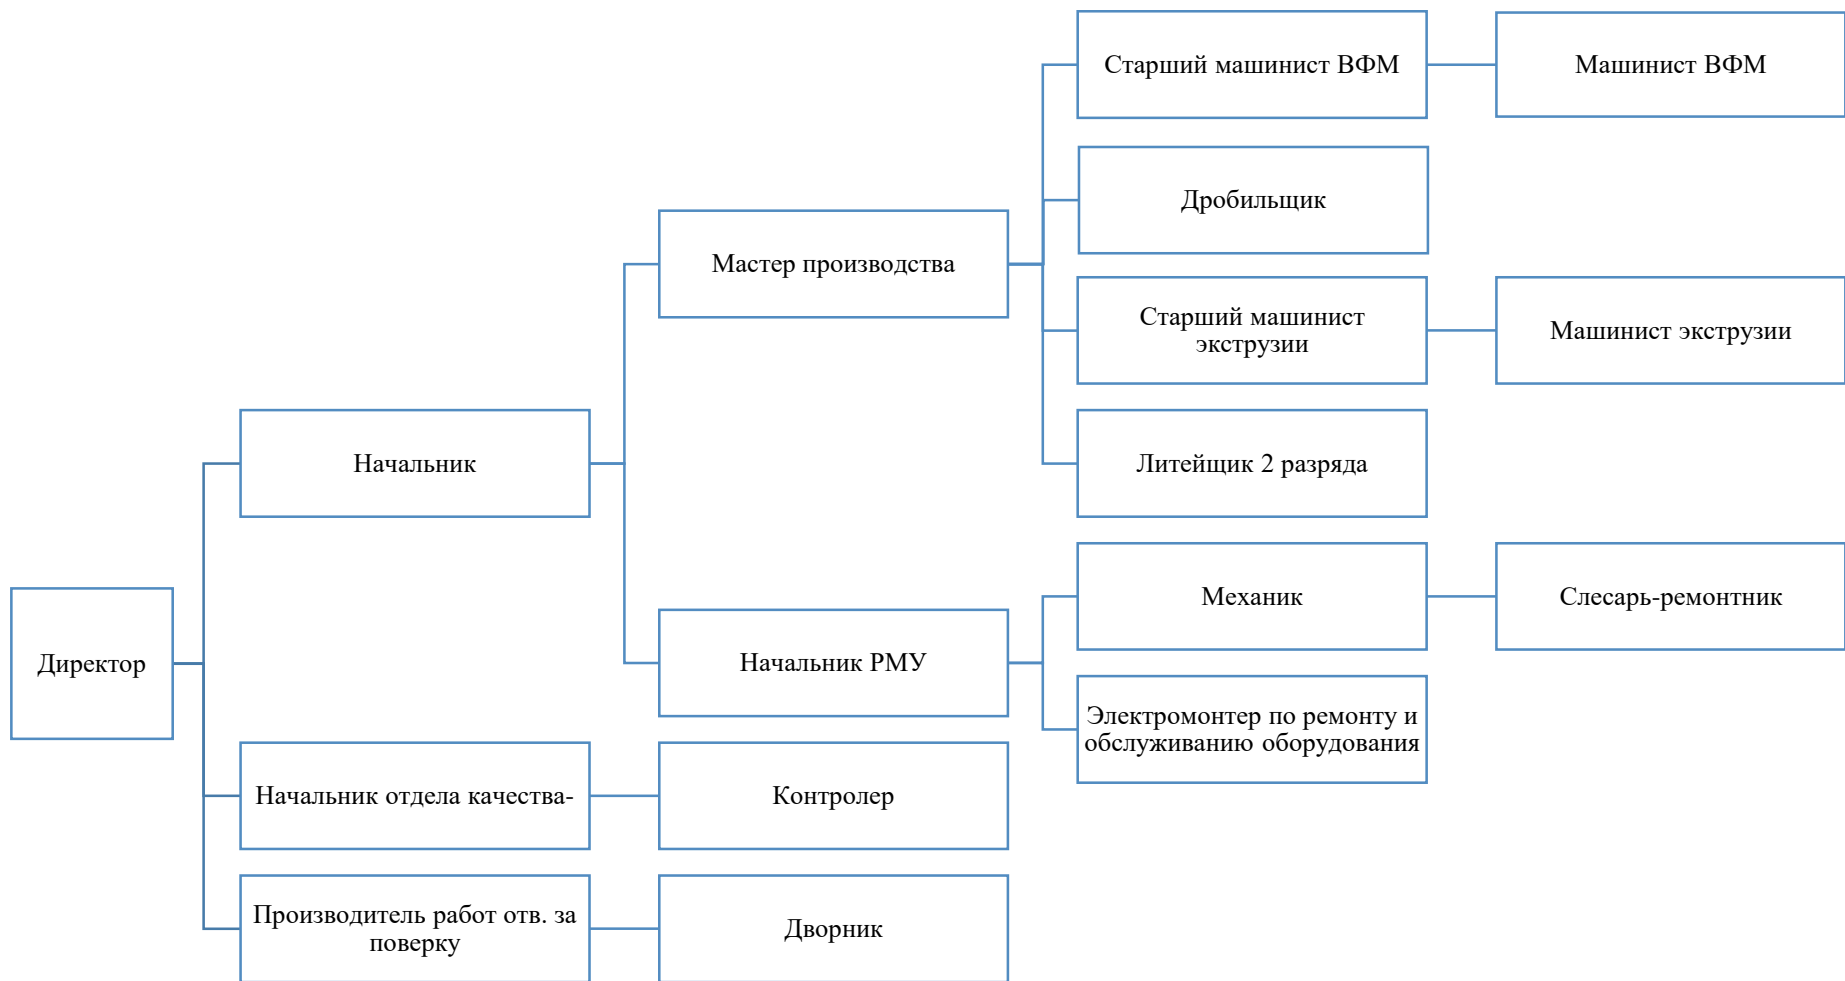 Старший машинист ВФМ
Машинист ВФМ
Дробильщик
Мастер производства
Старший машинист
экструзии
Машинист экструзии
Начальник
Литейщик 2 разряда
Механик
Слесарь-ремонтник
Директор
Начальник РМУ
Электромонтер по ремонту и
обслуживанию оборудования
Начальник отдела качества-
Контролер
Производитель работ отв. за
поверку
Дворник